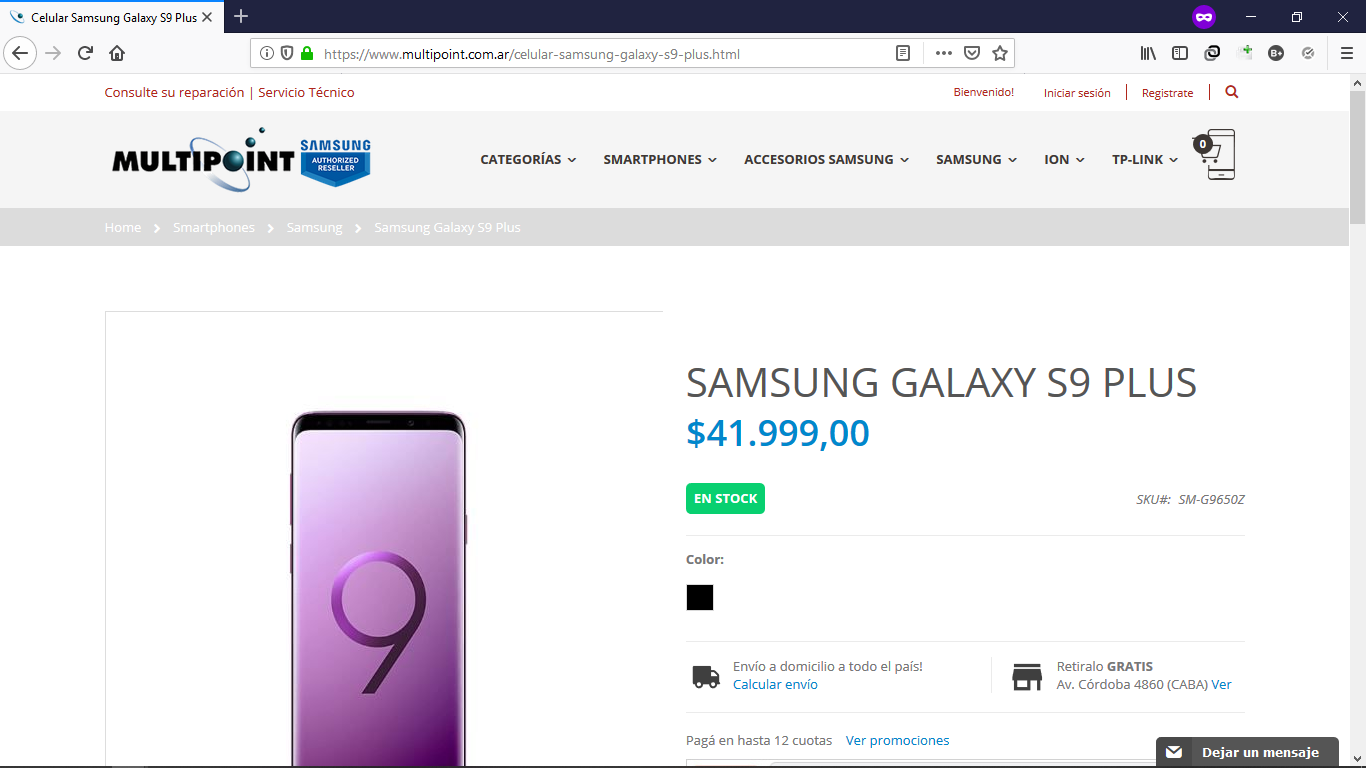 Celular Samsung Galaxy S9 Plus
https://www.multipoint.com.ar/celular-samsung-galaxy-s9-plus.html
Consulte su reparación | Servicio Técnico
Bienvenido!
Iniciar sesión
Registrate
MULTIPOINT
SAMSUNG
AUTHORIZED
RESELLER
CATEGORÍAS
SMARTPHONES
ACCESORIOS SAMSUNG
SAMSUNG
ION
TP-LINK
0
Home
Smartphones
Samsung
Samsung Galaxy S9 Plus
SAMSUNG GALAXY S9 PLUS
$41.999,00
EN STOCK
SKU#: SM-G9650Z
Color:
9
Envío a domicilio a todo el país!
Calcular envío
Retiralo GRATIS
Av. Córdoba 4860 (CABA) Ver
Pagá en hasta 12 cuotas Ver promociones
Dejar un mensaje